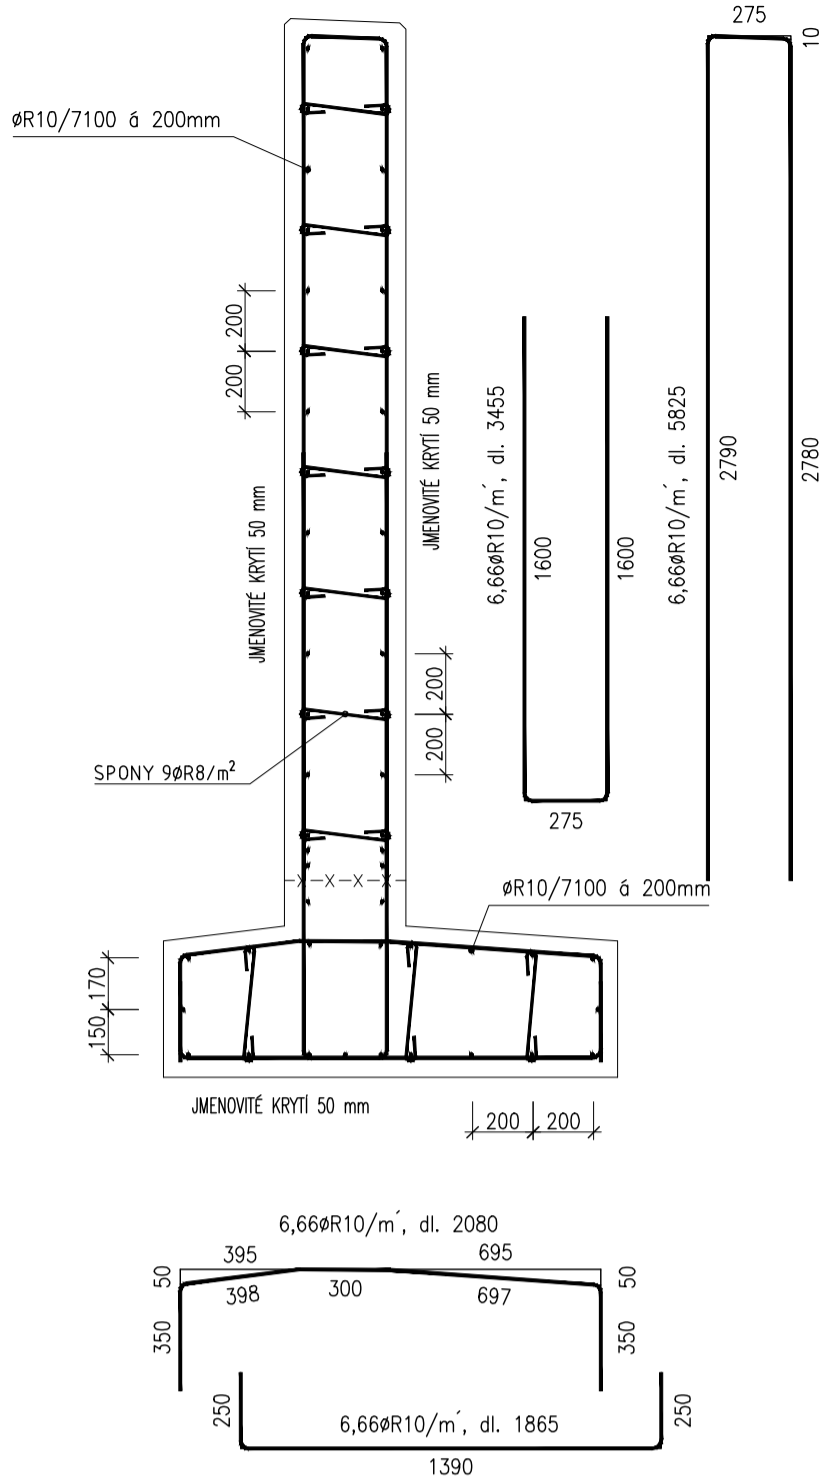 275
10
øR10/7100 á 200mm
200
200
JMENOVITÉ KRYTÍ 50 mm
JMENOVITÉ KRYTÍ 50 mm
6,66øR10/m´, dl. 3455
1600
1600
275
6,66øR10/m´, dl. 5825
2790
2780
200
200
SPONY 9øR8/m²
X X X X
øR10/7100 á 200mm
170
150
JMENOVITÉ KRYTÍ 50 mm
200 200
6,66øR10/m´, dl. 2080
395 695
50 50
398 300 697
350 350
250 250
6,66øR10/m´, dl. 1865
1390